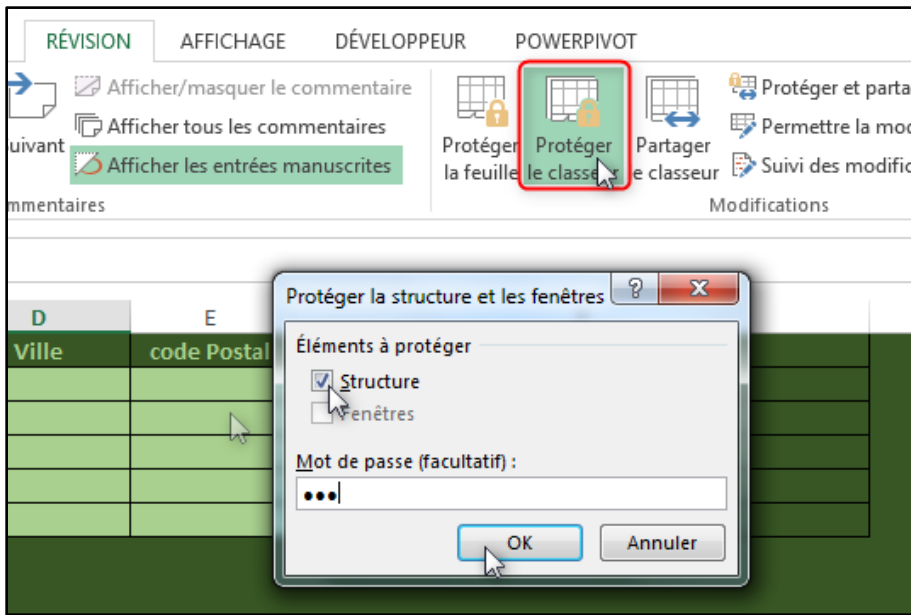 RÉVISION AFFICHAGE DÉVELOPPEUR POWERPIVOT
Afficher/masquer le commentaire
Afficher tous les commentaires
uivant
Afficher les entrées manuscrites
mmentaires
Protéger
la feuille
Protéger
le classeur
Partager
le classeur
Protéger et parta
Permettre la mod
Suivi des modific
Modifications
Protéger la structure et les fenêtres
D E
Ville code Postal
Éléments à protéger
Structure
Fenêtres
Mot de passe (facultatif) :
•••
OK Annuler